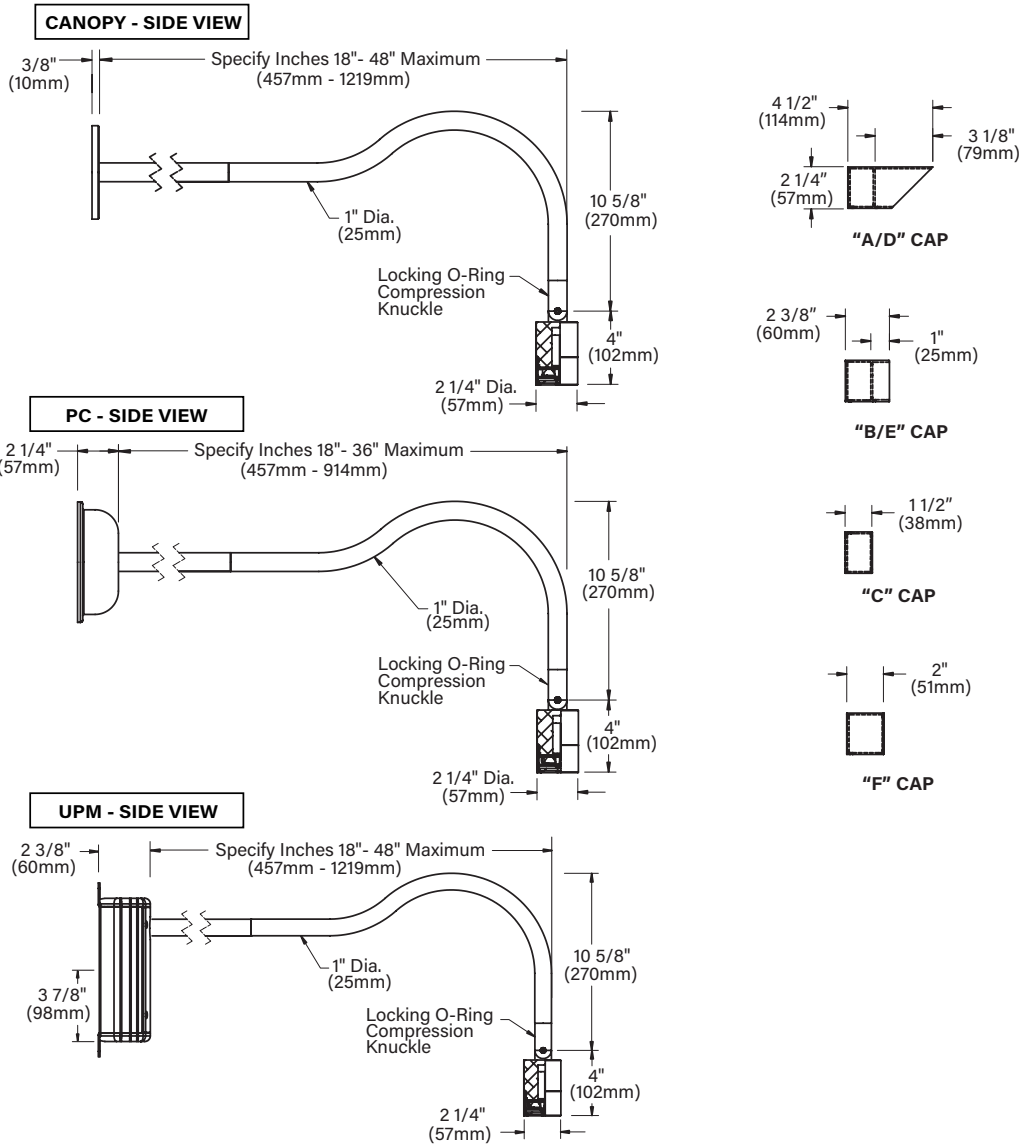 CANOPY - SIDE VIEW
3/8"
(10mm)
Specify Inches 18"- 48" Maximum
(457mm - 1219mm)
1" Dia.
(25mm)
10 5/8"
(270mm)
Locking O-Ring
Compression
Knuckle
4"
(102mm)
2 1/4" Dia.
(57mm)
PC - SIDE VIEW
2 1/4"
(57mm)
Specify Inches 18"- 36" Maximum
(457mm - 914mm)
1" Dia.
(25mm)
10 5/8"
(270mm)
Locking O-Ring
Compression
Knuckle
4"
(102mm)
2 1/4" Dia.
(57mm)
UPM - SIDE VIEW
2 3/8"
(60mm)
Specify Inches 18"- 48" Maximum
(457mm - 1219mm)
3 7/8"
(98mm)
1" Dia.
(25mm)
10 5/8"
(270mm)
Locking O-Ring
Compression
Knuckle
4"
(102mm)
2 1/4"
(57mm)
4 1/2"
(114mm)
3 1/8"
(79mm)
2 1/4"
(57mm)
“A/D” CAP
2 3/8”
(60mm)
1"
(25mm)
“B/E” CAP
1 1/2”
(38mm)
“C” CAP
2"
(51mm)
“F” CAP